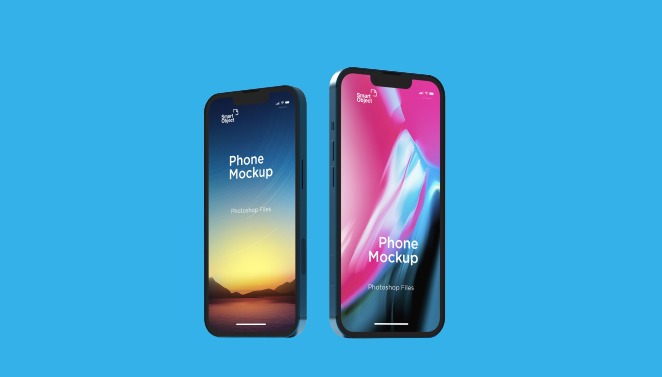 Smart
Object
Phone
Mockup
Photoshop Files
Smart
Object
Phone
Mockup
Photoshop Files